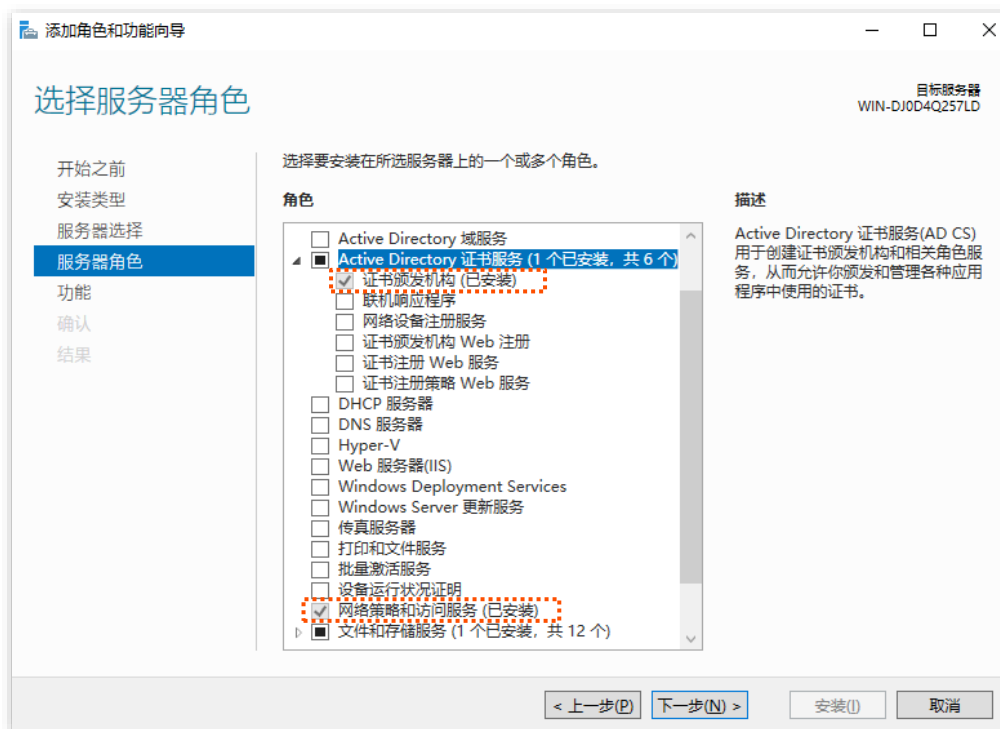 添加角色和功能向导
选择服务器角色
目标服务器
WIN-DJ0D4Q257LD
开始之前
安装类型
服务器选择
服务器角色
功能
确认
结果
选择要安装在所选服务器上的一个或多个角色。
角色
Active Directory 域服务
Active Directory 证书服务 (1 个已安装，共 6 个)
证书颁发机构 (已安装)
联机响应程序
网络设备注册服务
证书颁发机构 Web 注册
证书注册 Web 服务
证书注册策略 Web 服务
DHCP 服务器
DNS 服务器
Hyper-V
Web 服务器(IIS)
Windows Deployment Services
Windows Server 更新服务
传真服务器
打印和文件服务
批量激活服务
设备运行状况证明
网络策略和访问服务 (已安装)
文件和存储服务 (1 个已安装，共 12 个)
描述
Active Directory 证书服务(AD CS)
用于创建证书颁发机构和相关角色服
务，从而允许你颁发和管理各种应用
程序中使用的证书。
< 上一步(P)
下一步(N) >
安装(I)
取消